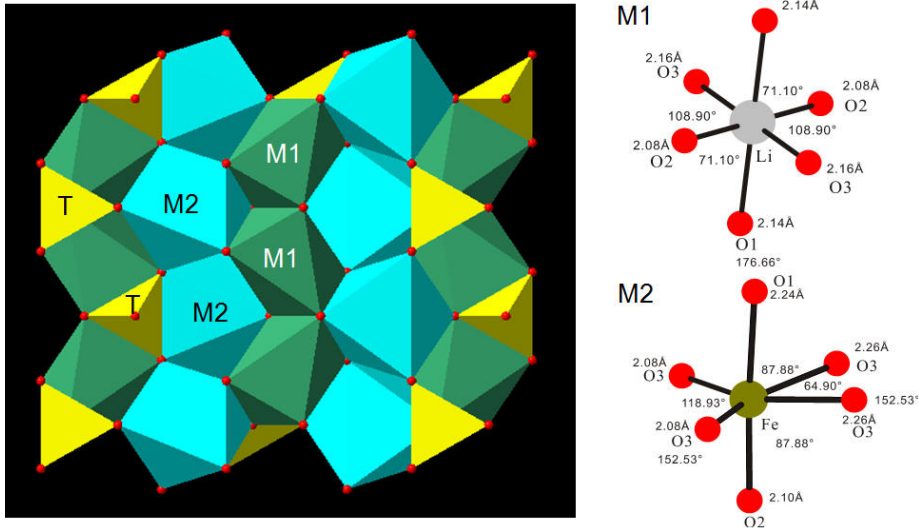 M1
T
M2
M1
T
M2
M1
2.14Å
2.16Å
O3
71.10°
2.08Å
O2
108.90°
2.08Å
O2
108.90°
71.10°
Li
2.16Å
O3
2.14Å
O1
176.66°
M2
O1
2.24Å
2.26Å
O3
2.08Å
O3
87.88°
64.90°
118.93°
152.53°
2.08Å
O3
Fe
2.26Å
O3
152.53°
87.88°
2.10Å
O2